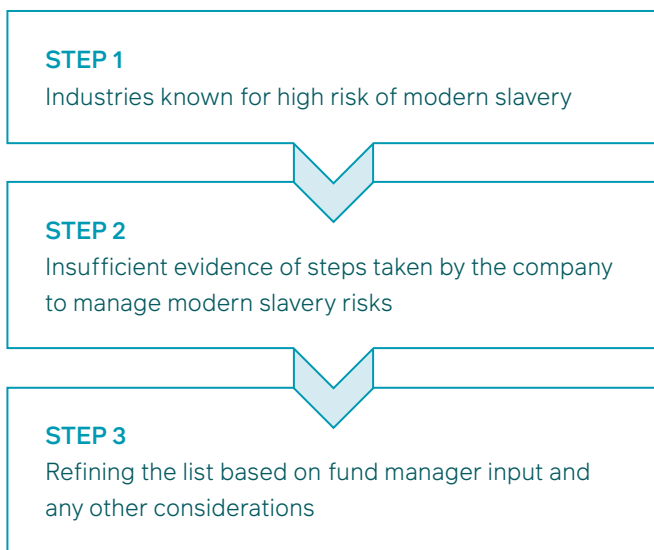 STEP 1
Industries known for high risk of modern slavery
STEP 2
Insufficient evidence of steps taken by the company
to manage modern slavery risks
STEP 3
Refining the list based on fund manager input and
any other considerations